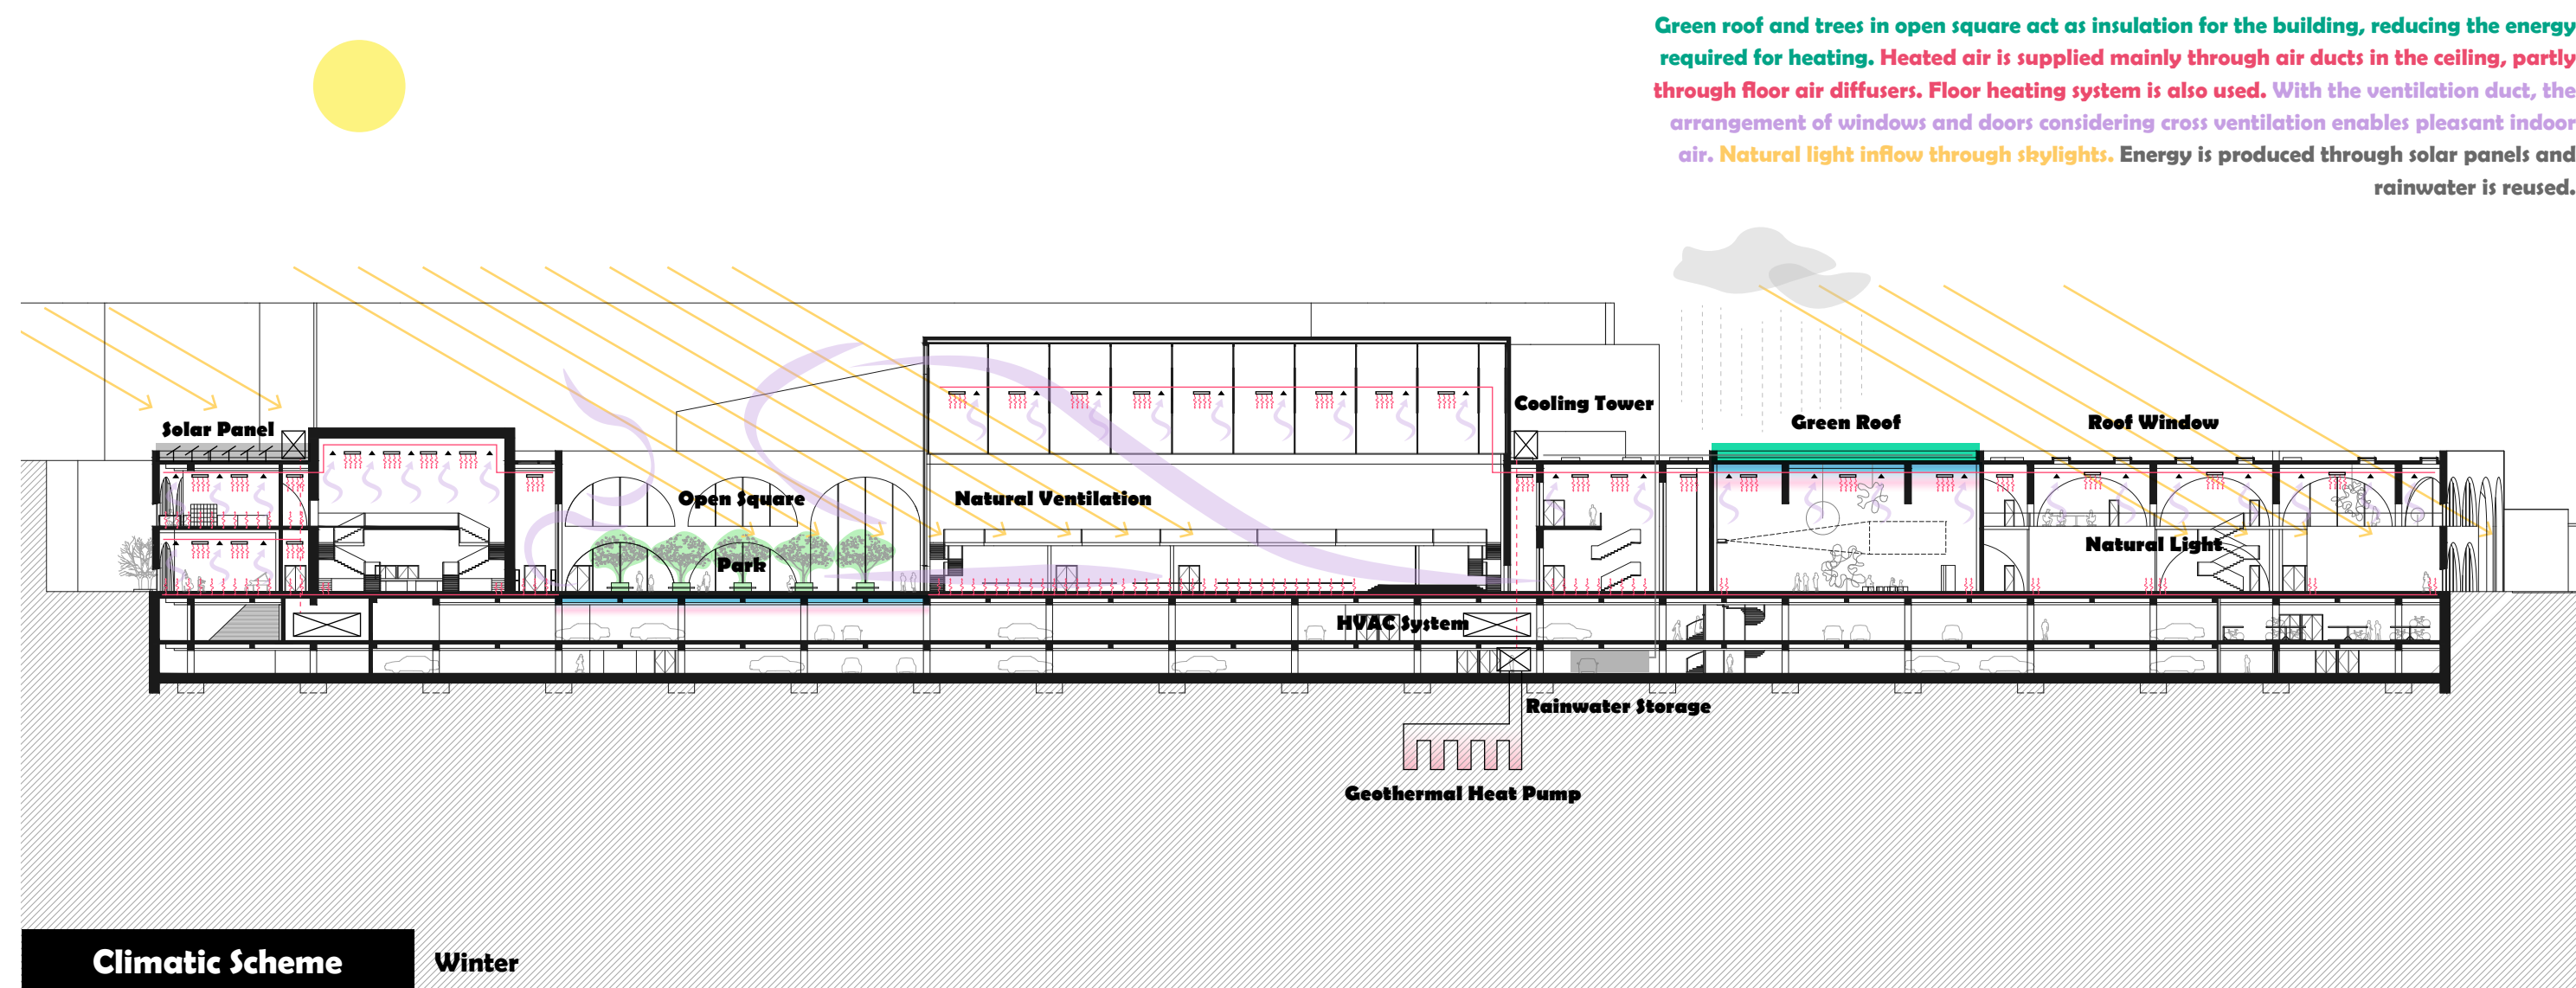 Green roof and trees in open square act as insulation for the building, reducing the energy
required for heating. Heated air is supplied mainly through air ducts in the ceiling, partly
through floor air diffusers. Floor heating system is also used. With the ventilation duct, the
arrangement of windows and doors considering cross ventilation enables pleasant indoor
air. Natural light inflow through skylights. Energy is produced through solar panels and
rainwater is reused.
Cooling Tower
Solar Panel
Green Roof
Roof Window
Open Square
Natural Ventilation
Park
Natural Light
HVAC System
Rainwater Storage
Geothermal Heat Pump
Climatic Scheme
Winter